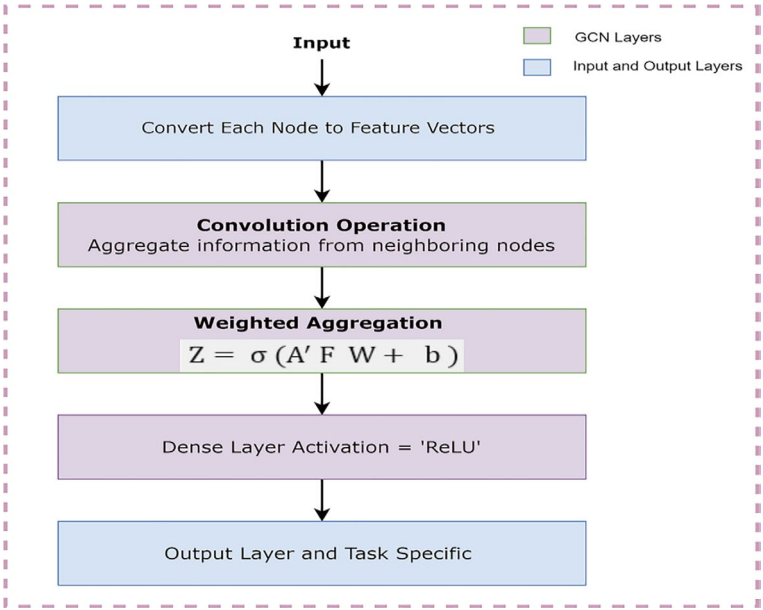 Input
GCN Layers
Input and Output Layers
Convert Each Node to Feature Vectors
Convolution Operation
Aggregate information from neighboring nodes
Weighted Aggregation
Z = σ (A′ F W + b )
Dense Layer Activation = 'ReLU'
Output Layer and Task Specific